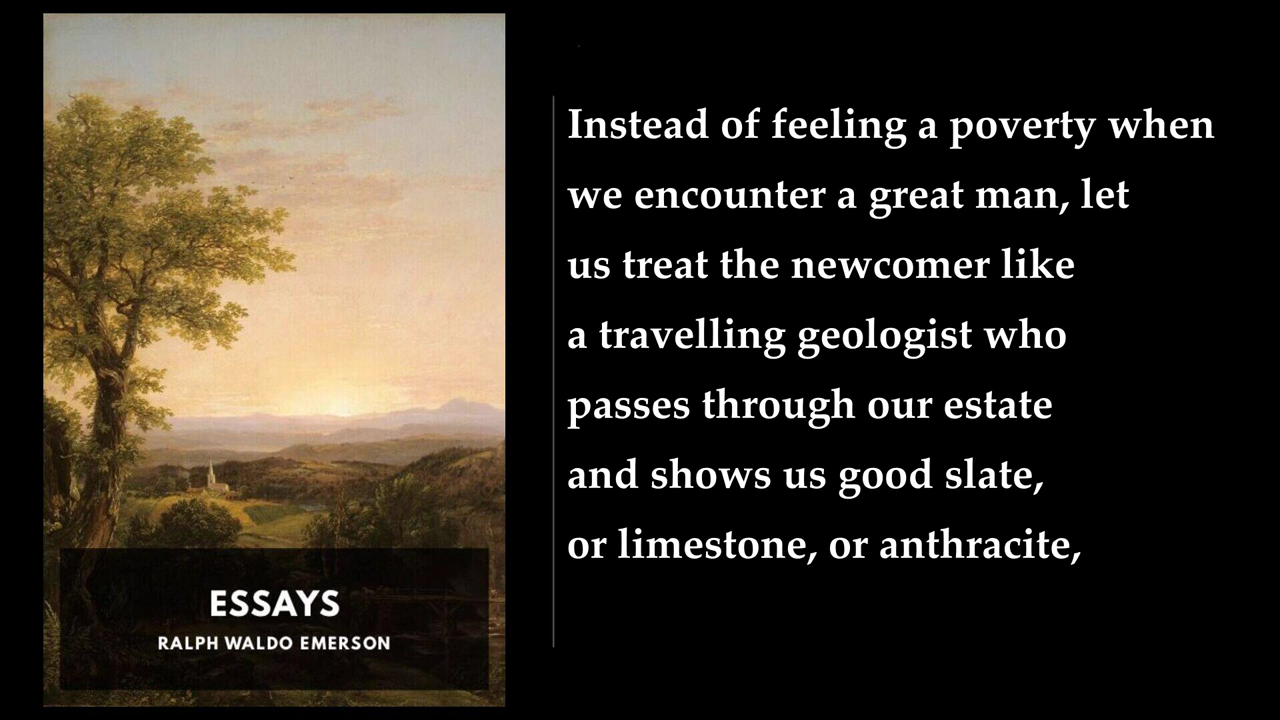 ESSAYS
RALPH WALDO EMERSON
Instead of feeling a poverty when
we encounter a great man, let
us treat the newcomer like
a travelling geologist who
passes through our estate
and shows us good slate,
or limestone, or anthracite,